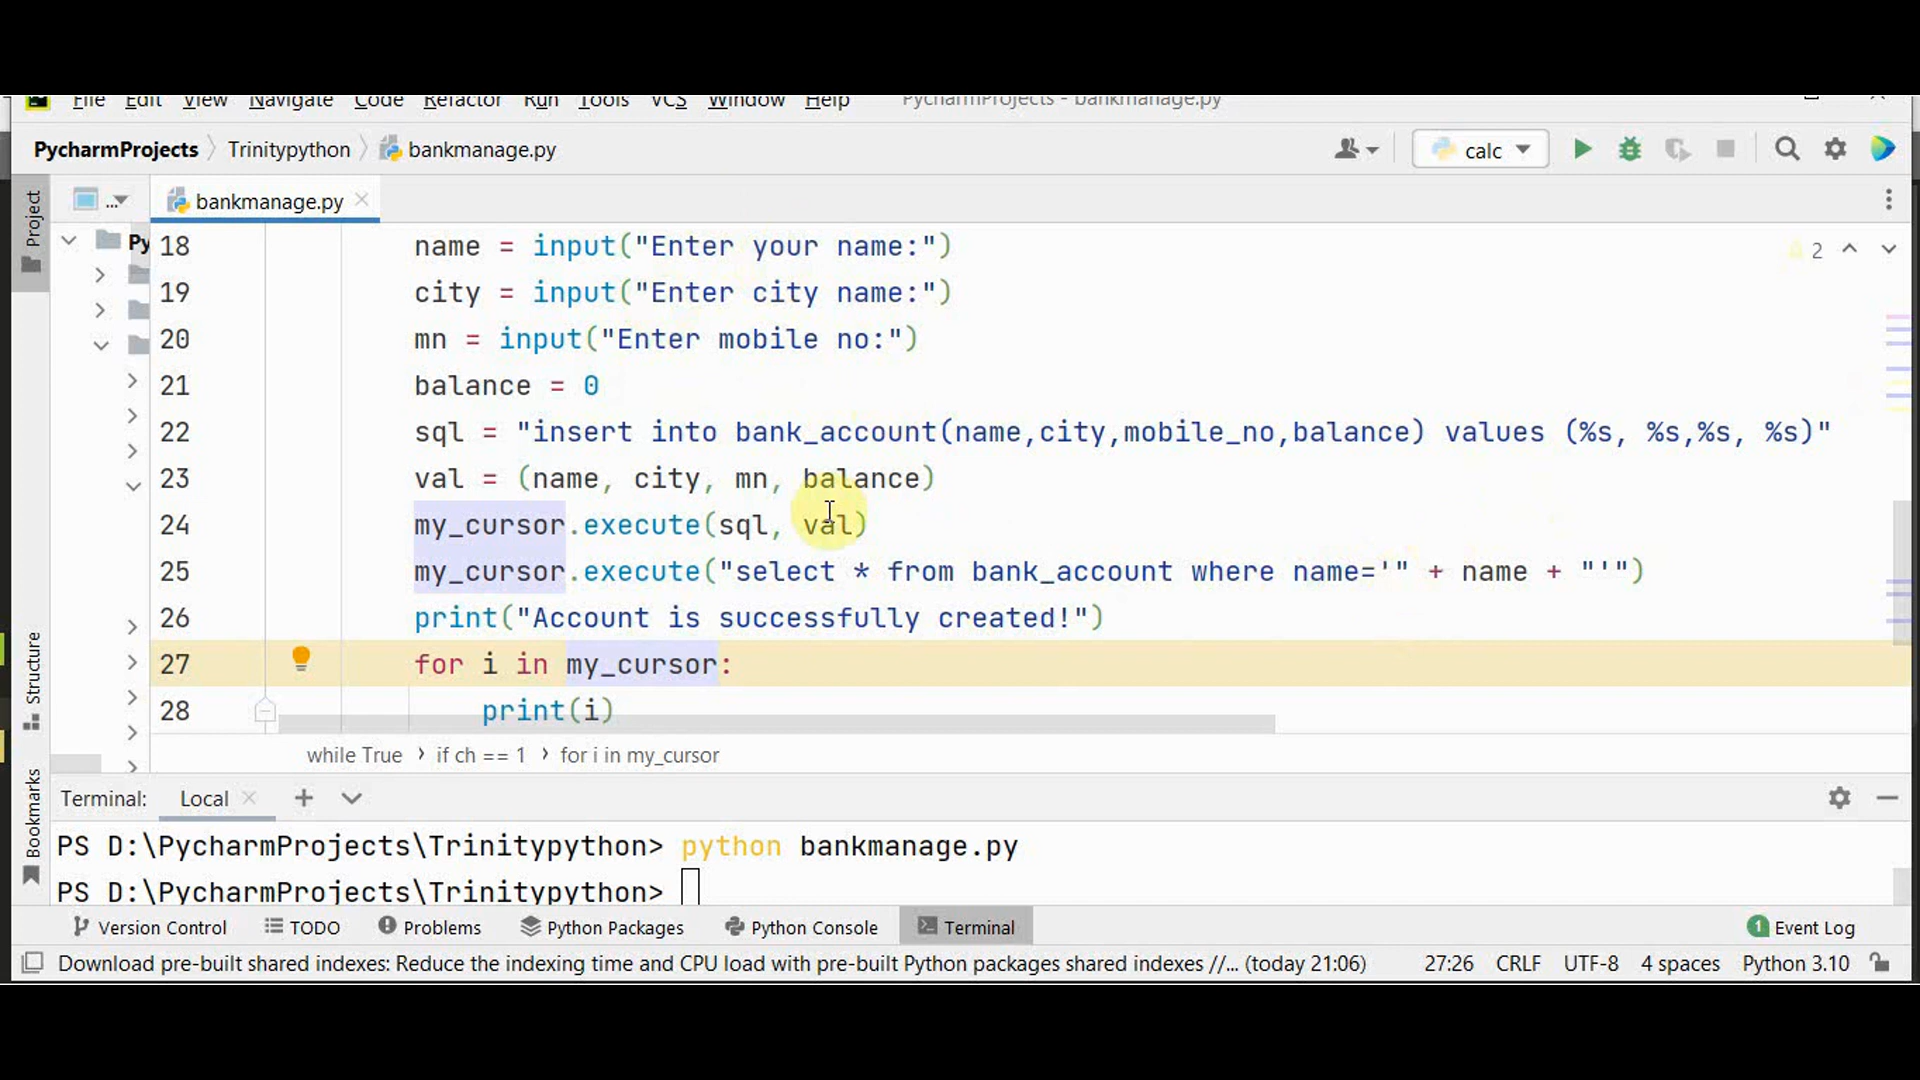 File Edit View Navigate Code Refactor Run Tools VCS Window Help PycharmProjects - bankmanage.py
PycharmProjects Trinitypython bankmanage.py calc
Project ... bankmanage.py
Py 18 name = input("Enter your name:") 2
19 city = input("Enter city name:")
20 mn = input("Enter mobile no:")
21 balance = 0
22 sql = "insert into bank_account(name,city,mobile_no,balance) values (%s, %s,%s, %s)"
23 val = (name, city, mn, balance)
24 my_cursor.execute(sql, val)
25 my_cursor.execute("select * from bank_account where name='" + name + "'")
26 print("Account is successfully created!")
27 for i in my_cursor:
28 print(i)
Structure
while True if ch == 1 for i in my_cursor
Bookmarks
Terminal: Local
PS D:\PycharmProjects\Trinitypython> python bankmanage.py
PS D:\PycharmProjects\Trinitypython>
Version Control TODO Problems Python Packages Python Console Terminal 1 Event Log
Download pre-built shared indexes: Reduce the indexing time and CPU load with pre-built Python packages shared indexes //... (today 21:06) 27:26 CRLF UTF-8 4 spaces Python 3.10